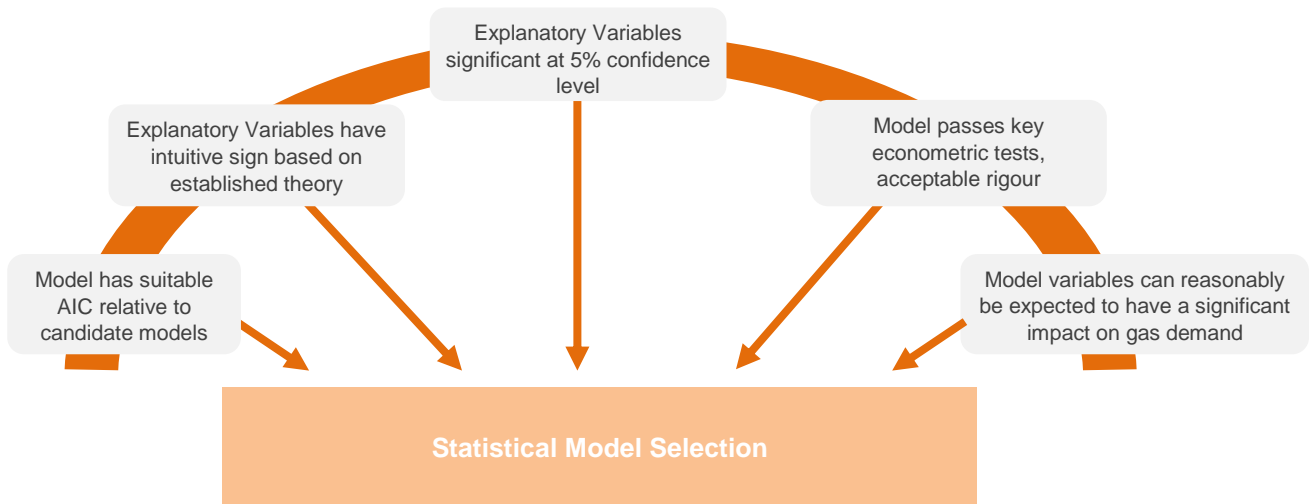 Explanatory Variables
significant at 5% confidence
level
Explanatory Variables have
intuitive sign based on
established theory
Model passes key
econometric tests,
acceptable rigour
Model has suitable
AIC relative to
candidate models
Model variables can reasonably
be expected to have a significant
impact on gas demand
Statistical Model Selection